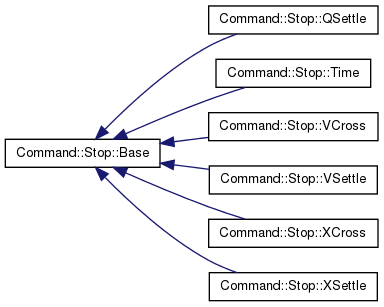 Command::Stop::QSettle
Command::Stop::Time
Command::Stop::VCross
Command::Stop::Base
Command::Stop::VSettle
Command::Stop::XCross
Command::Stop::XSettle